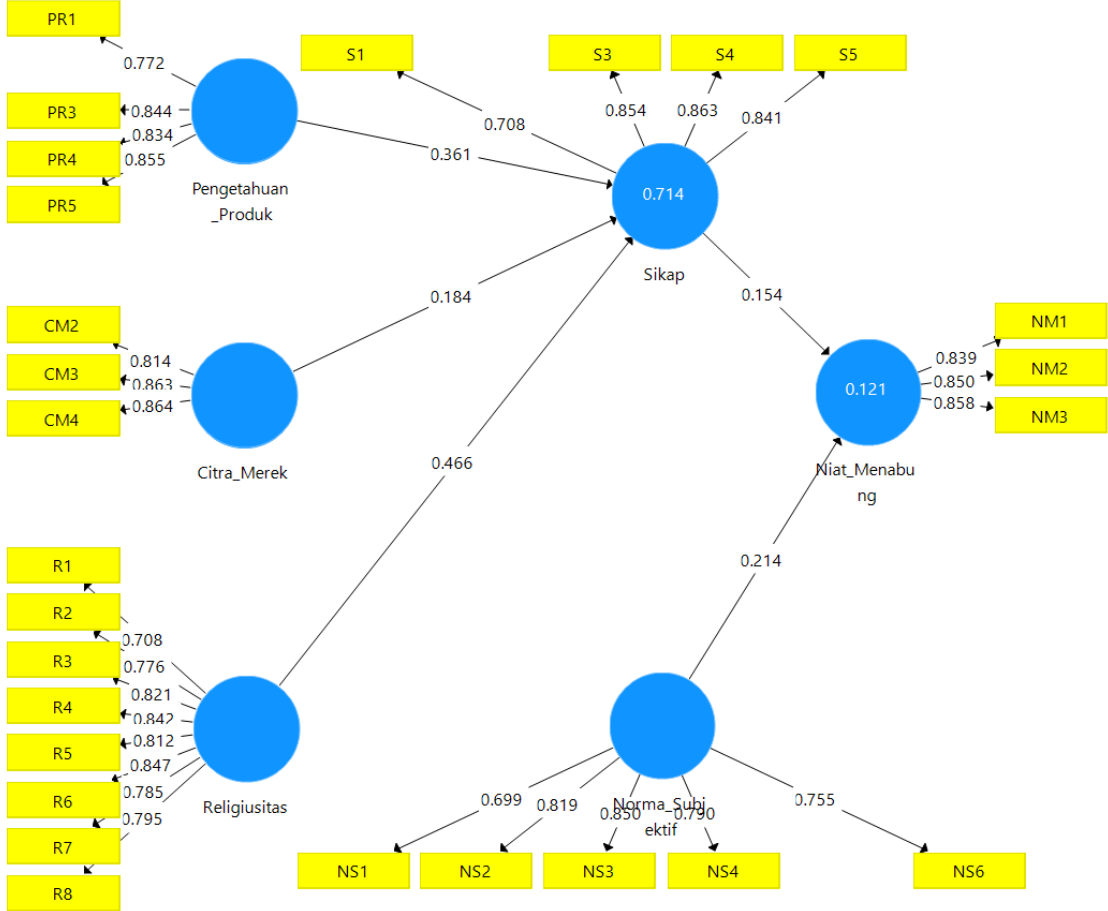 PR1
0.772
PR3
0.844
0.834
PR4
0.855
PR5
Pengetahuan
_Produk
S1
S3
S4
S5
0.708
0.854
0.863
0.841
0.361
0.714
Sikap
CM2
0.814
CM3
0.863
CM4
0.864
Citra_Merek
0.184
0.154
0.466
NM1
0.839
NM2
0.850
0.858
NM3
0.121
Niat_Menabu
ng
0.214
R1
R2
0.708
R3
0.776
0.821
R4
0.842
R5
0.812
0.847
R6
0.785
0.795
R7
R8
Religiusitas
Norma_Subj
ektif
0.699
0.819
0.850
0.790
0.755
NS1
NS2
NS3
NS4
NS6